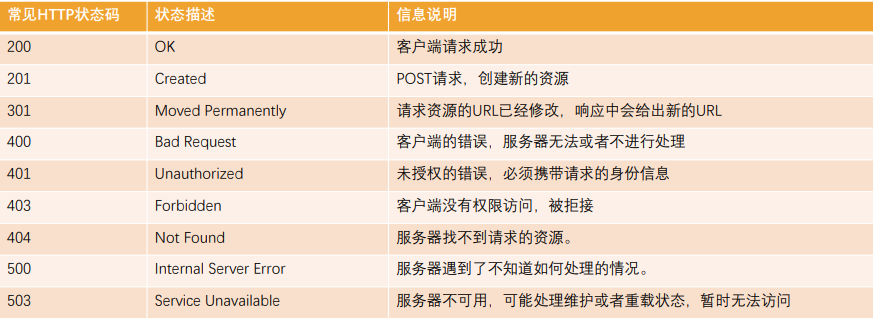 常见HTTP状态码 状态描述 信息说明
200 OK 客户端请求成功
201 Created POST请求，创建新的资源
301 Moved Permanently 请求资源的URL已经修改，响应中会给出新的URL
400 Bad Request 客户端的错误，服务器无法或者不进行处理
401 Unauthorized 未授权的错误，必须携带请求的身份信息
403 Forbidden 客户端没有权限访问，被拒接
404 Not Found 服务器找不到请求的资源。
500 Internal Server Error 服务器遇到了不知道如何处理的情况。
503 Service Unavailable 服务器不可用，可能处理维护或者重载状态，暂时无法访问